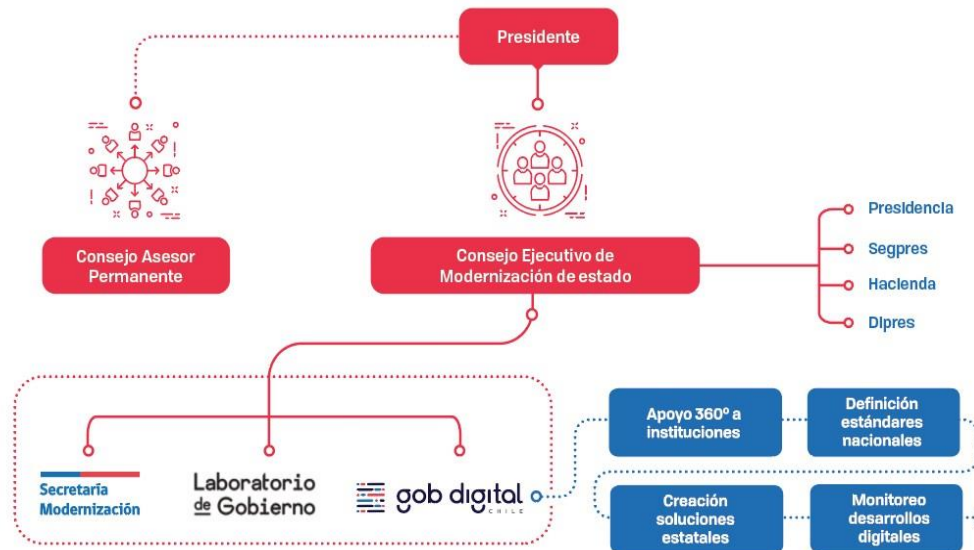 Presidente
Consejo Asesor
Permanente
Consejo Ejecutivo de
Modernización de estado
Presidencia
Segpres
Hacienda
Dipres
Secretaría
Modernización
Laboratorio
de Gobierno
gob digital
CHILE
Apoyo 360º a
instituciones
Definición
estándares
nacionales
Creación
soluciones
estatales
Monitoreo
desarrollos
digitales